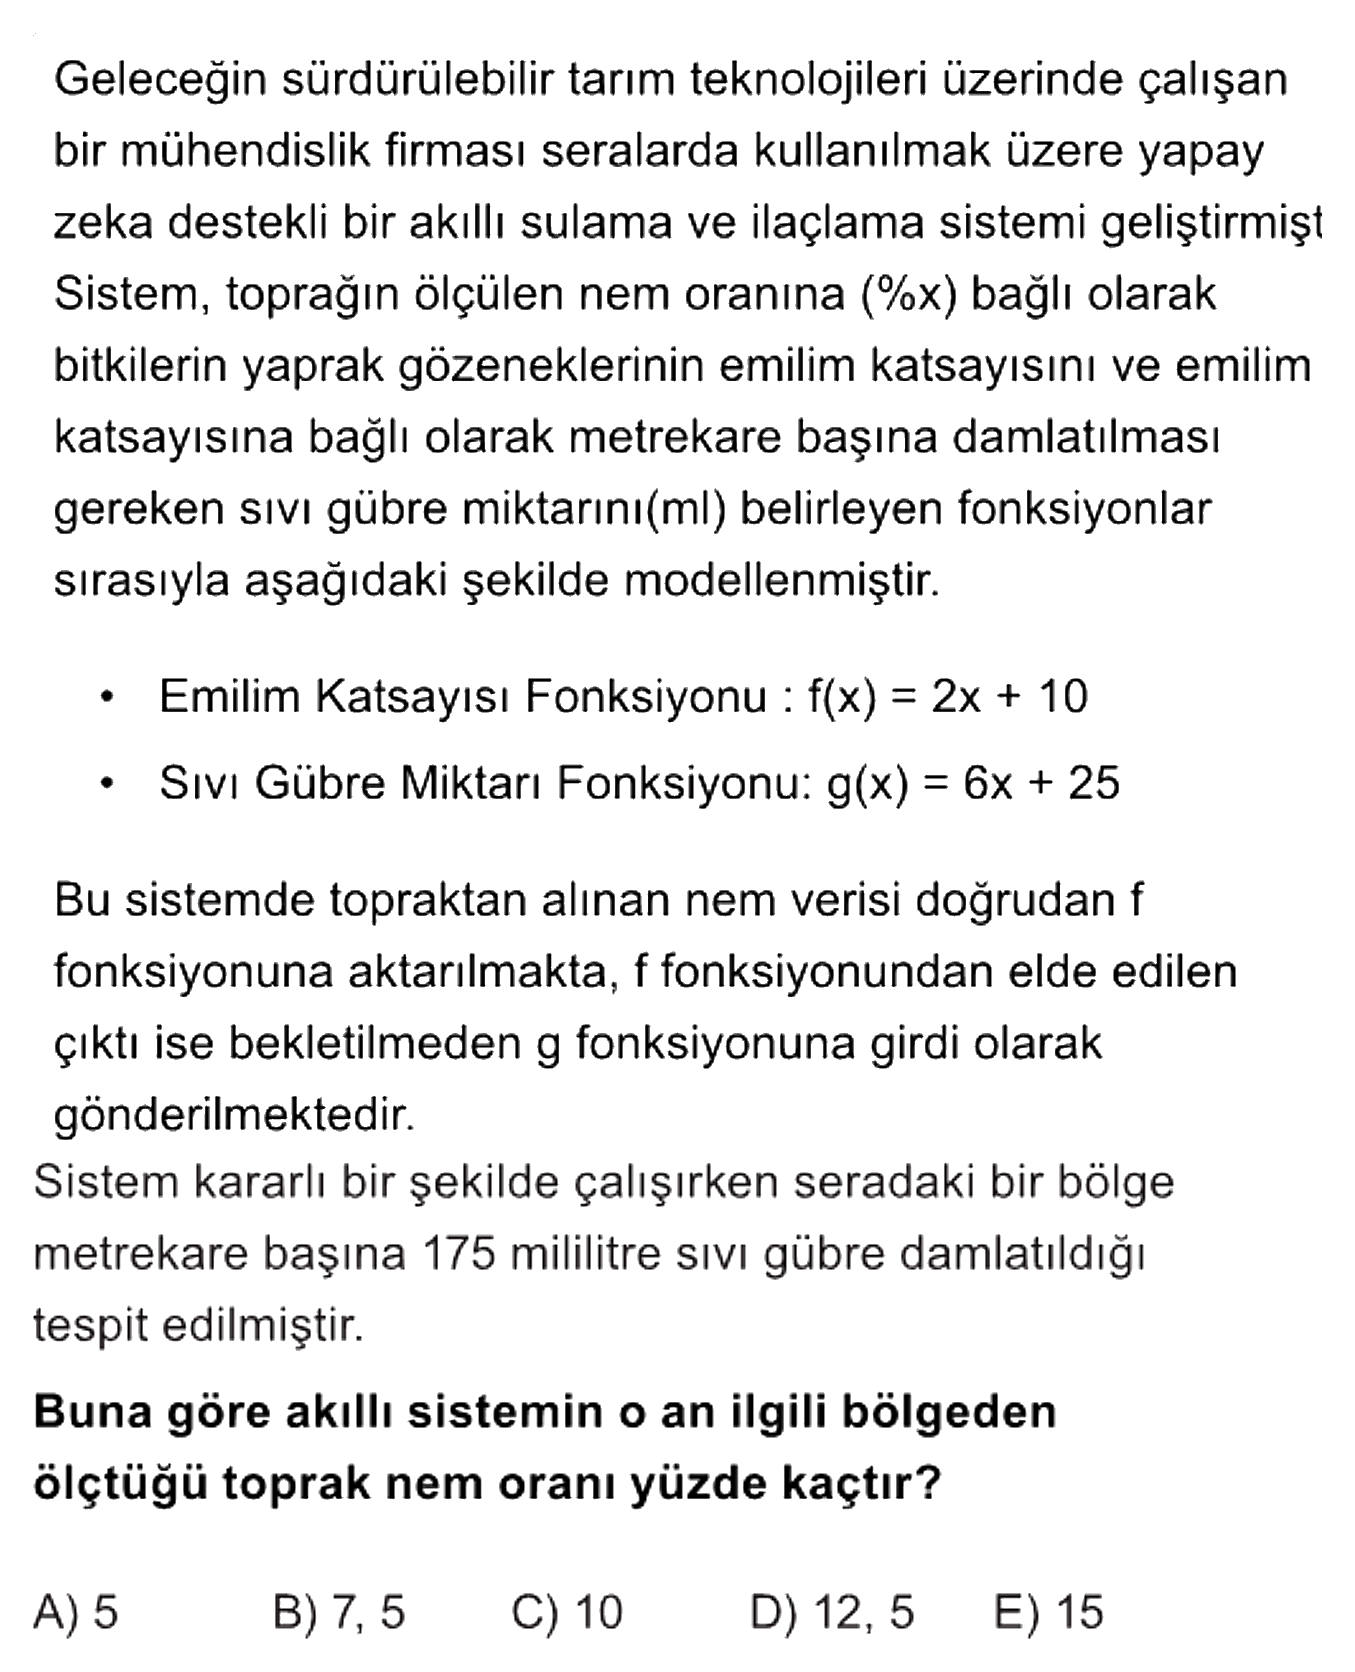 Geleceğin sürdürülebilir tarım teknolojileri üzerinde çalışan
bir mühendislik firması seralarda kullanılmak üzere yapay
zeka destekli bir akıllı sulama ve ilaçlama sistemi geliştirmişt
Sistem, toprağın ölçülen nem oranına (%x) bağlı olarak
bitkilerin yaprak gözeneklerinin emilim katsayısını ve emilim
katsayısına bağlı olarak metrekare başına damlatılması
gereken sıvı gübre miktarını(ml) belirleyen fonksiyonlar
sırasıyla aşağıdaki şekilde modellenmiştir.
• Emilim Katsayısı Fonksiyonu : f(x) = 2x + 10
• Sıvı Gübre Miktarı Fonksiyonu: g(x) = 6x + 25
Bu sistemde topraktan alınan nem verisi doğrudan f
fonksiyonuna aktarılmakta, f fonksiyonundan elde edilen
çıktı ise bekletilmeden g fonksiyonuna girdi olarak
gönderilmektedir.
Sistem kararlı bir şekilde çalışırken seradaki bir bölge
metrekare başına 175 mililitre sıvı gübre damlatıldığı
tespit edilmiştir.
Buna göre akıllı sistemin o an ilgili bölgeden
ölçtüğü toprak nem oranı yüzde kaçtır?
A) 5 B) 7, 5 C) 10 D) 12, 5 E) 15